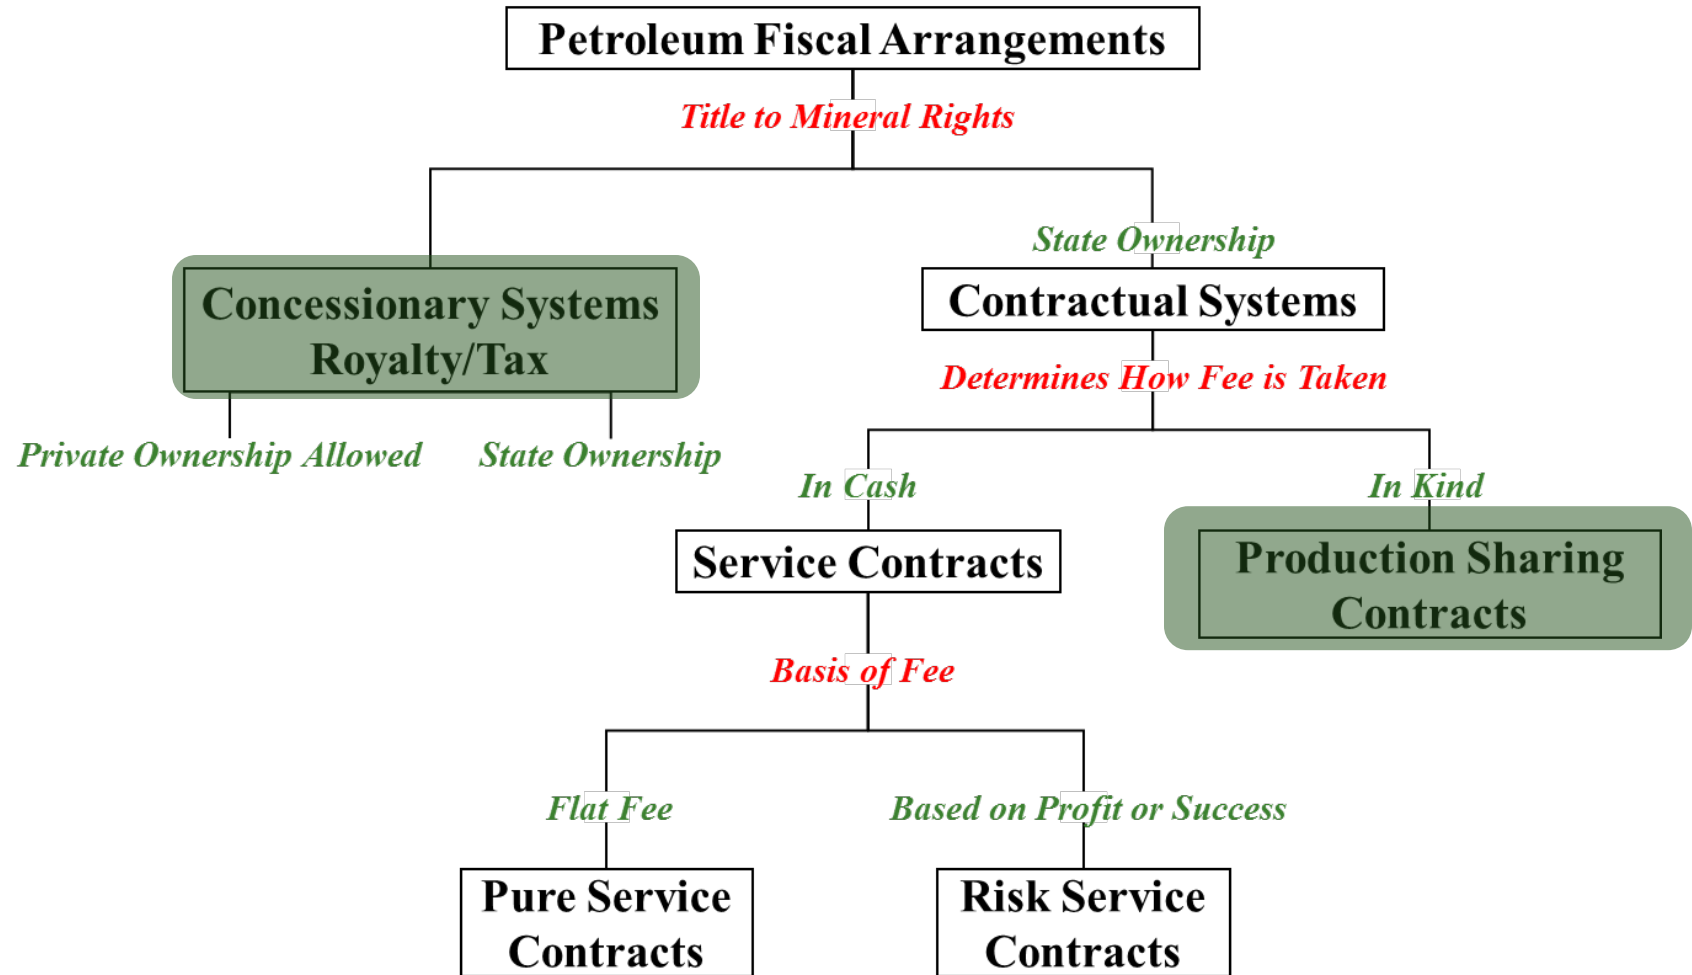 Petroleum Fiscal Arrangements
Title to Mineral Rights
State Ownership
Concessionary Systems
Royalty/Tax
Contractual Systems
Determines How Fee is Taken
Private Ownership Allowed
State Ownership
In Cash
In Kind
Service Contracts
Production Sharing
Contracts
Basis of Fee
Flat Fee
Based on Profit or Success
Pure Service
Contracts
Risk Service
Contracts